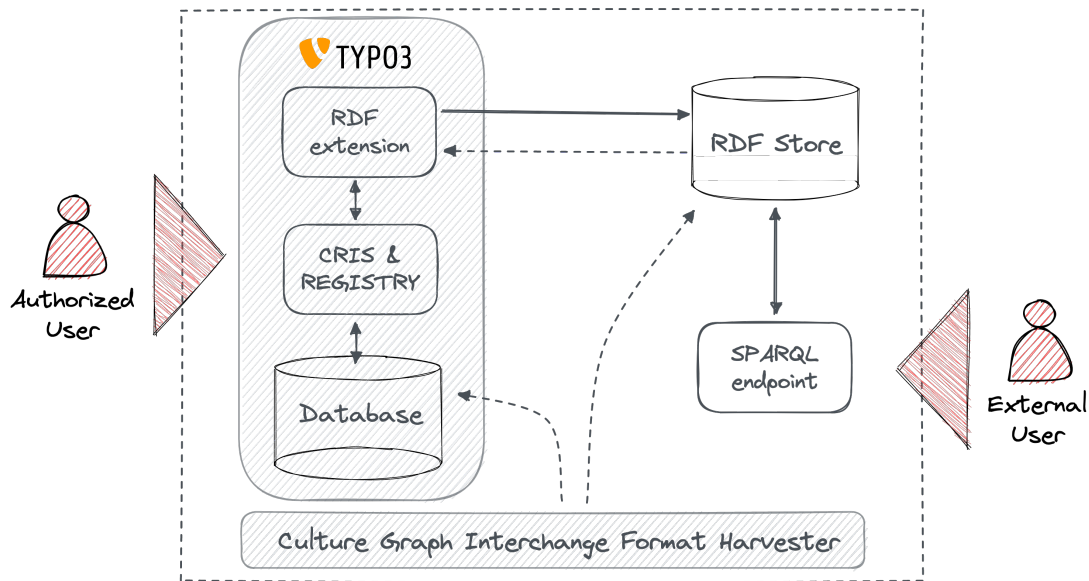 TYPO3
RDF
extension
RDF Store
CRIS &
REGISTRY
Authorized
User
SPARQL
endpoint
Database
External
User
Culture Graph Interchange Format Harvester